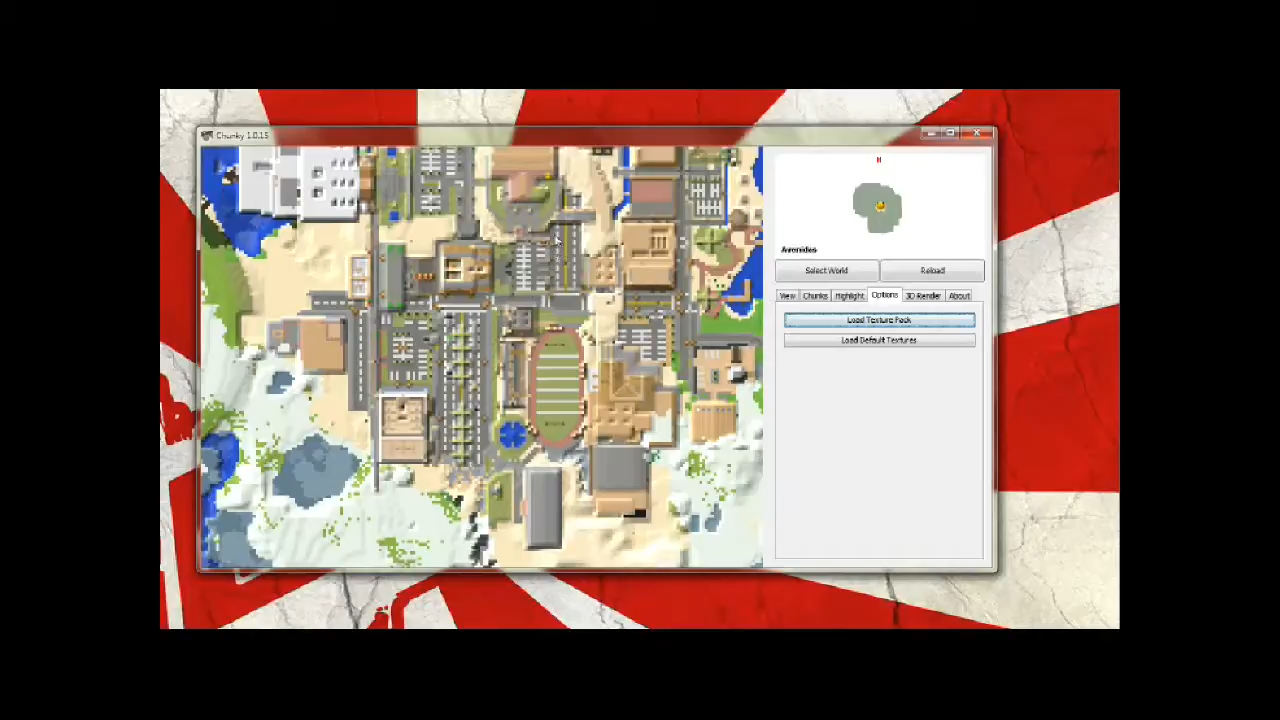 Chunky 1.0.15
N
Avenidas
Select World Reload
View Chunks Highlight Options 3D Render About
Load Texture Pack
Load Default Textures